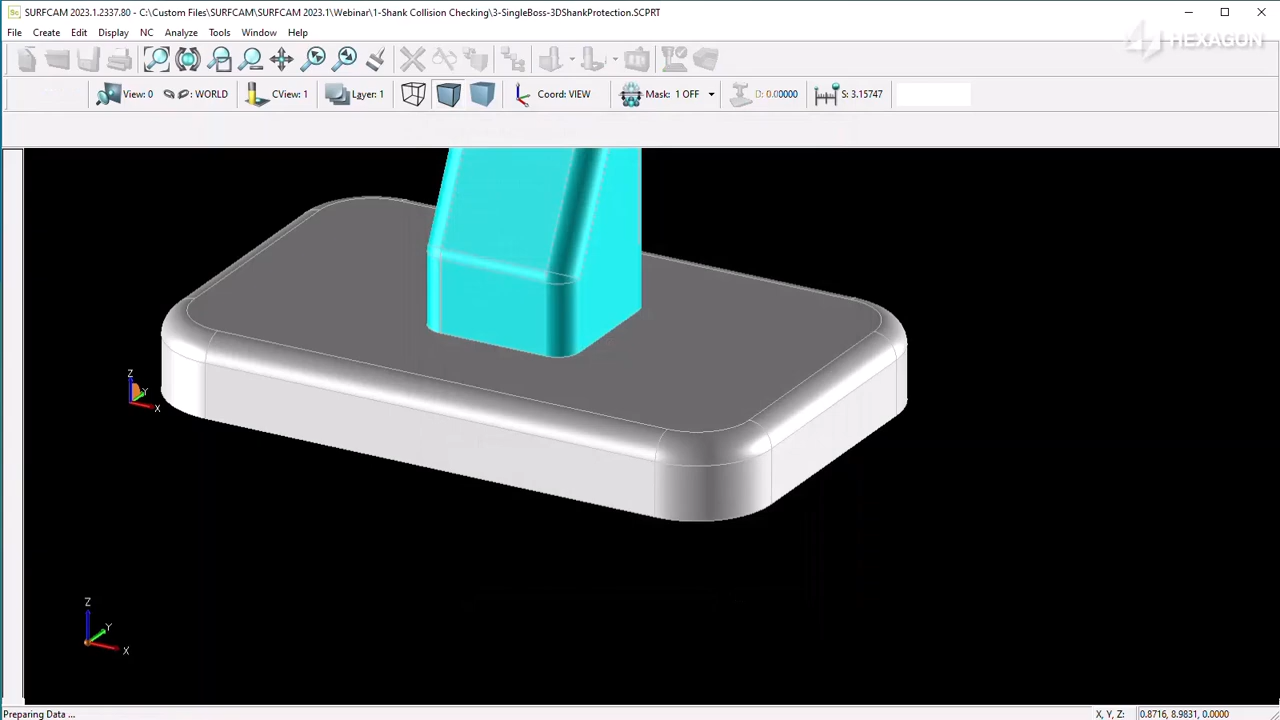 SURFCAM 2023.1.2337.80 - C:\Custom Files\SURFCAM\SURFCAM 2023.1\Webinar\1-Shank Collision Checking\3-SingleBoss-3DShankProtection.SCPRT
File Create Edit Display NC Analyze Tools Window Help
HEXAGON
View: 0 : WORLD CView: 1 Layer: 1 Coord: VIEW Mask: 1 OFF D: 0.00000 S: 3.15747
Z
Y
X
Z
Y
X
Preparing Data ... X, Y, Z: 0.8716, 8.9831, 0.0000